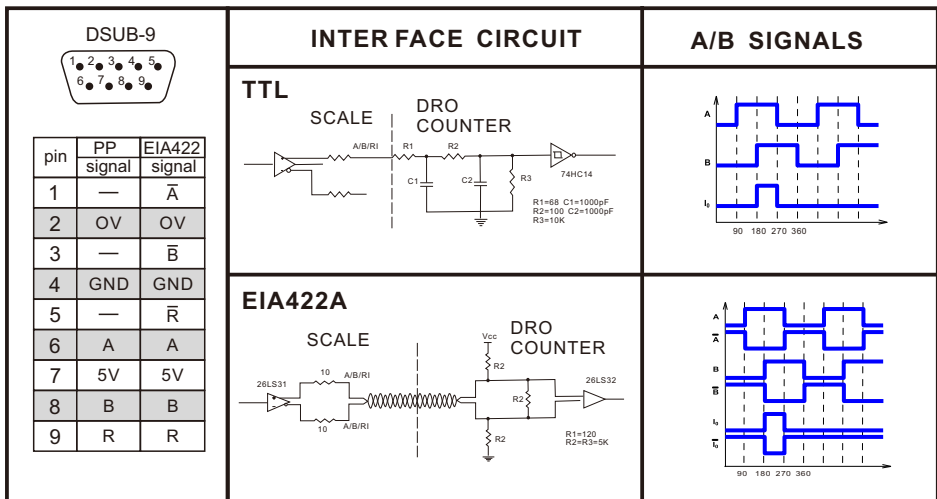 DSUB-9
1 2 3 4 5
6 7 8 9
pin PP EIA422
signal signal
1 — A̅
2 OV OV
3 — B̅
4 GND GND
5 — R̅
6 A A
7 5V 5V
8 B B
9 R R
INTER FACE CIRCUIT
TTL
SCALE
DRO
COUNTER
A/B/RI R1 R2
C1 C2 R3
74HC14
R1=68 C1=1000pF
R2=100 C2=1000pF
R3=10K
EIA422A
SCALE
DRO
COUNTER
Vcc
R2
10 A/B/RI
26LS31
R2
26LS32
10 A/B/RI
R2
R1=120
R2=R3=5K
A/B SIGNALS
A
B
I₀
90 180 270 360
A
A̅
B
B̅
I₀
I̅₀
90 180 270 360